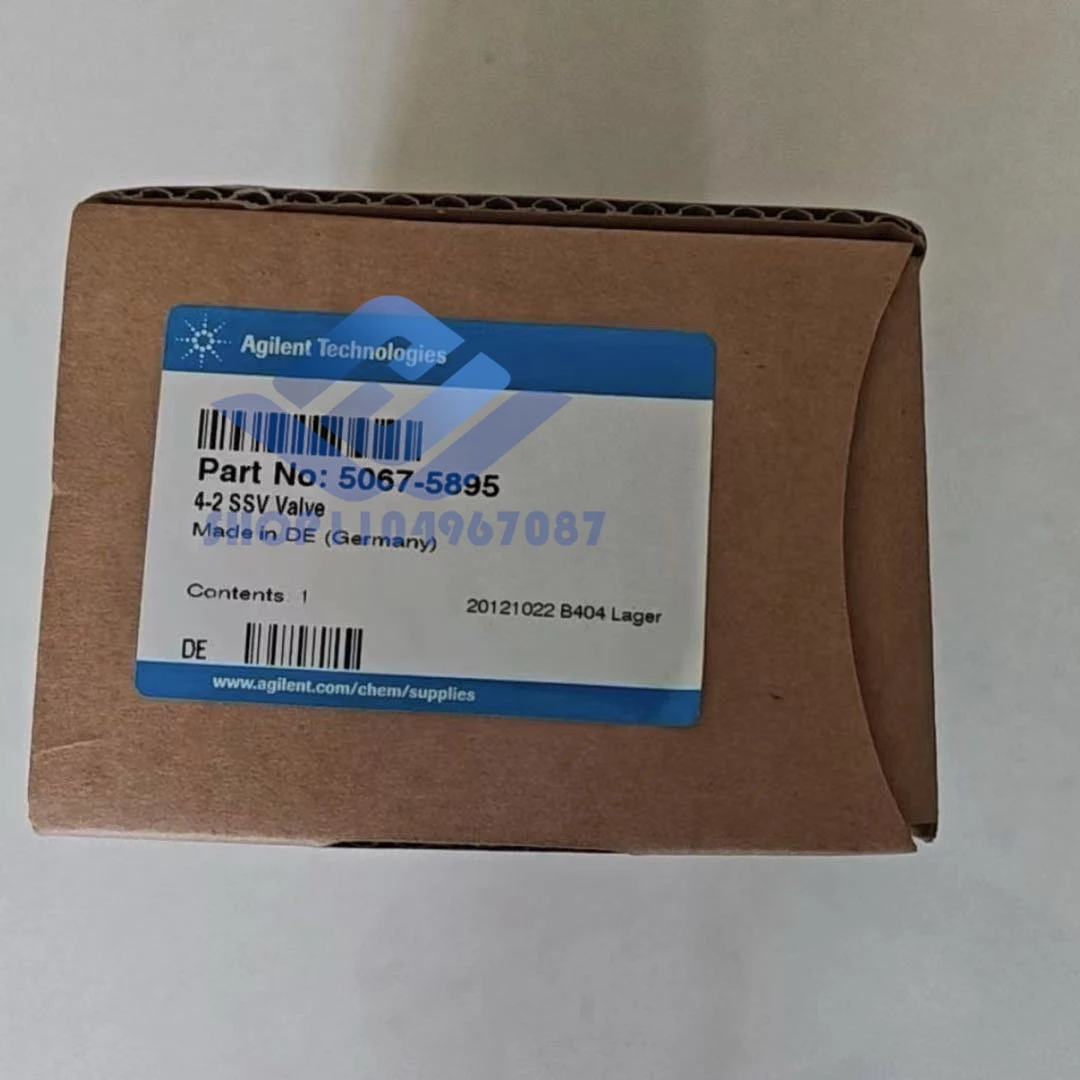 Agilent Technologies
Part No: 5067-5895
4-2 SSV Valve
SHOP1104967087
Made in DE (Germany)
Contents: 1
20121022 B404 Lager
DE
www.agilent.com/chem/supplies